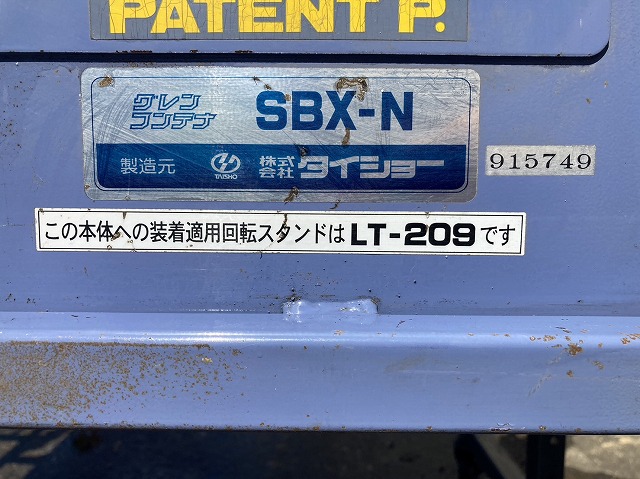 PATENT P.
グレン
コンテナ
SBX-N
製造元
TAISHO
株式
会社
タイショー
915749
この本体への装着適用回転スタンドはLT-209です